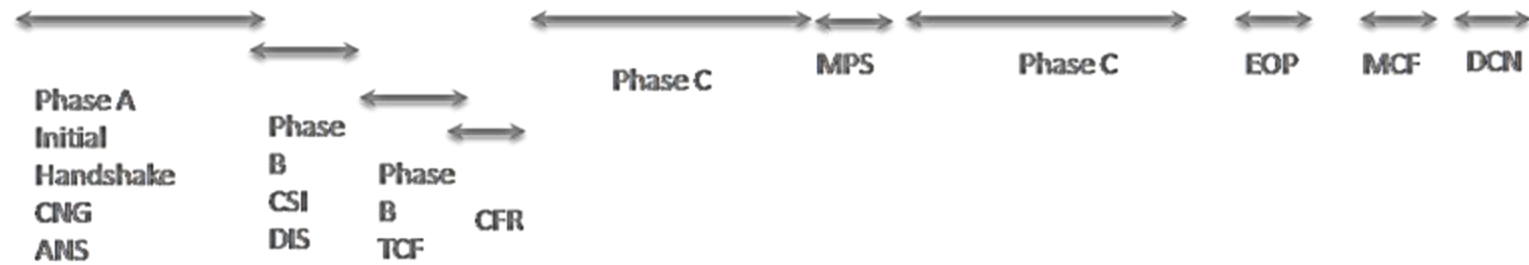 Phase A
Initial
Handshake
CNG
ANS
Phase
B
CSI
DIS
Phase
B
TCF
CFR
Phase C
MPS
Phase C
EOP
MCF
DCN